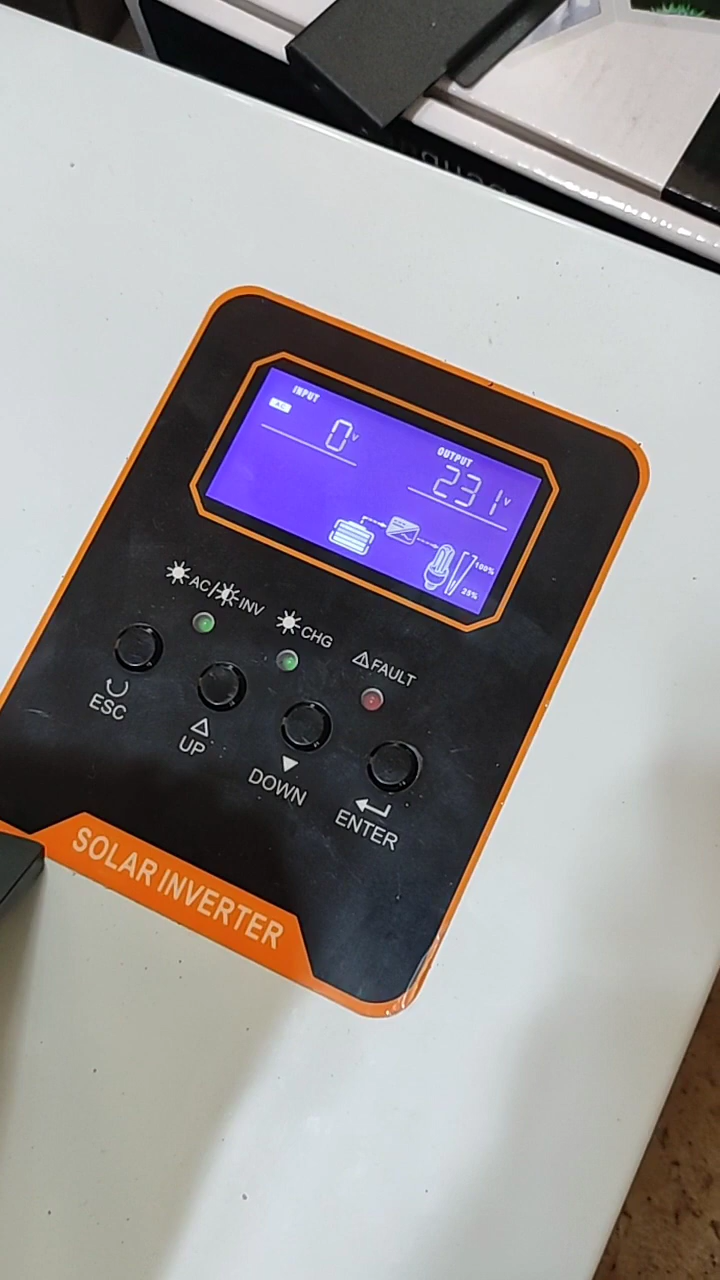 INPUT
AC
0V
OUTPUT
231V
100%
25%
AC/INV
CHG
FAULT
ESC
UP
DOWN
ENTER
SOLAR INVERTER